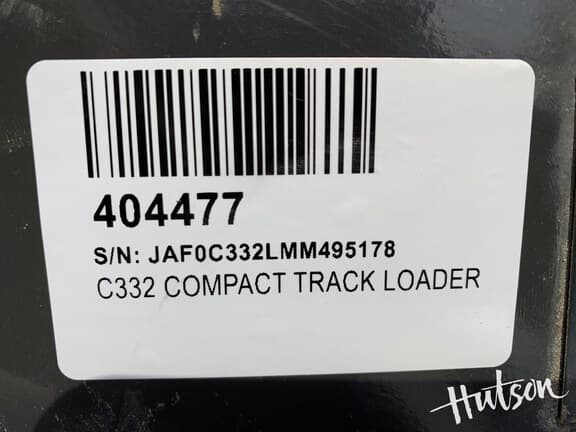 404477
S/N: JAF0C332LMM495178
C332 COMPACT TRACK LOADER
Hutson